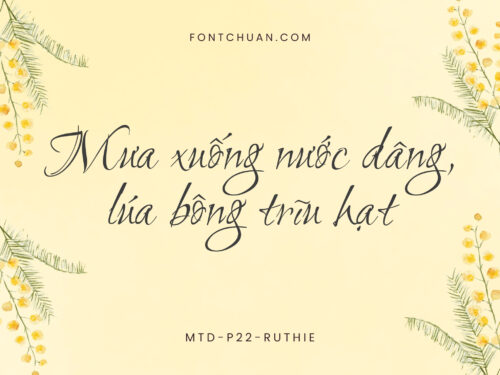 FONTCHUAN.COM
Mưa xuống nước dâng,
lúa bông trĩu hạt
MTD-P22-RUTHIE